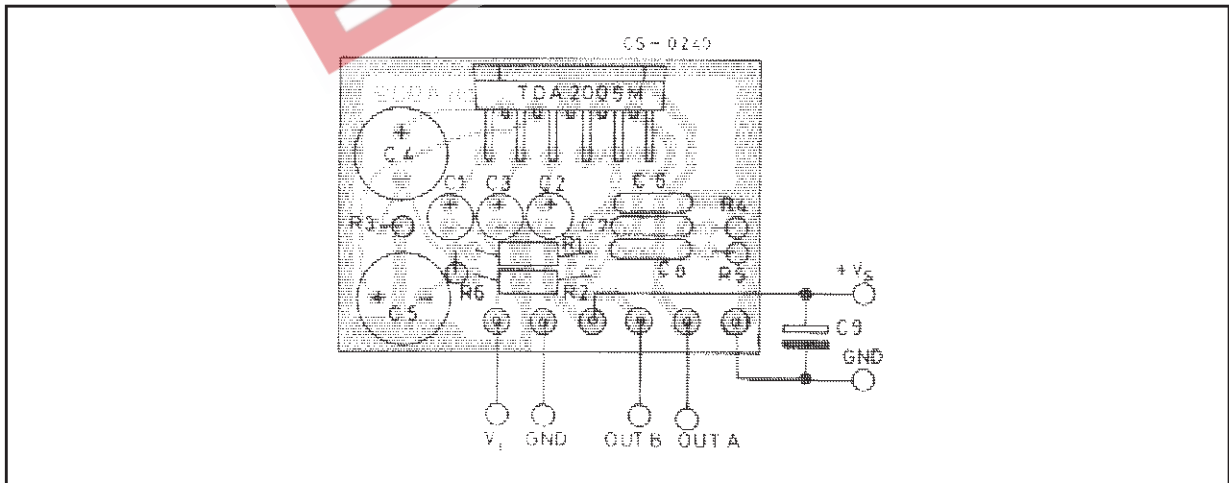 CS-0240
TDA2005M
C4
C1 C3 C2 C6
R4
R3
C7
R1
C8
R5
R6 R2
C5
+Vs
C9
GND
Vi GND OUT B OUT A